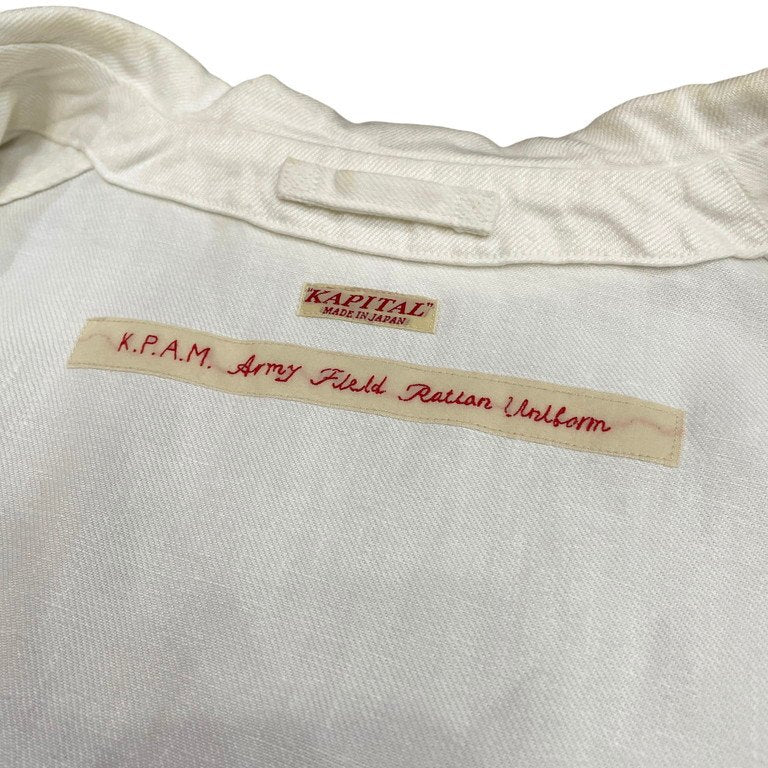 "KAPITAL"
MADE IN JAPAN
K.P.A.M. Army Field Ration Uniform